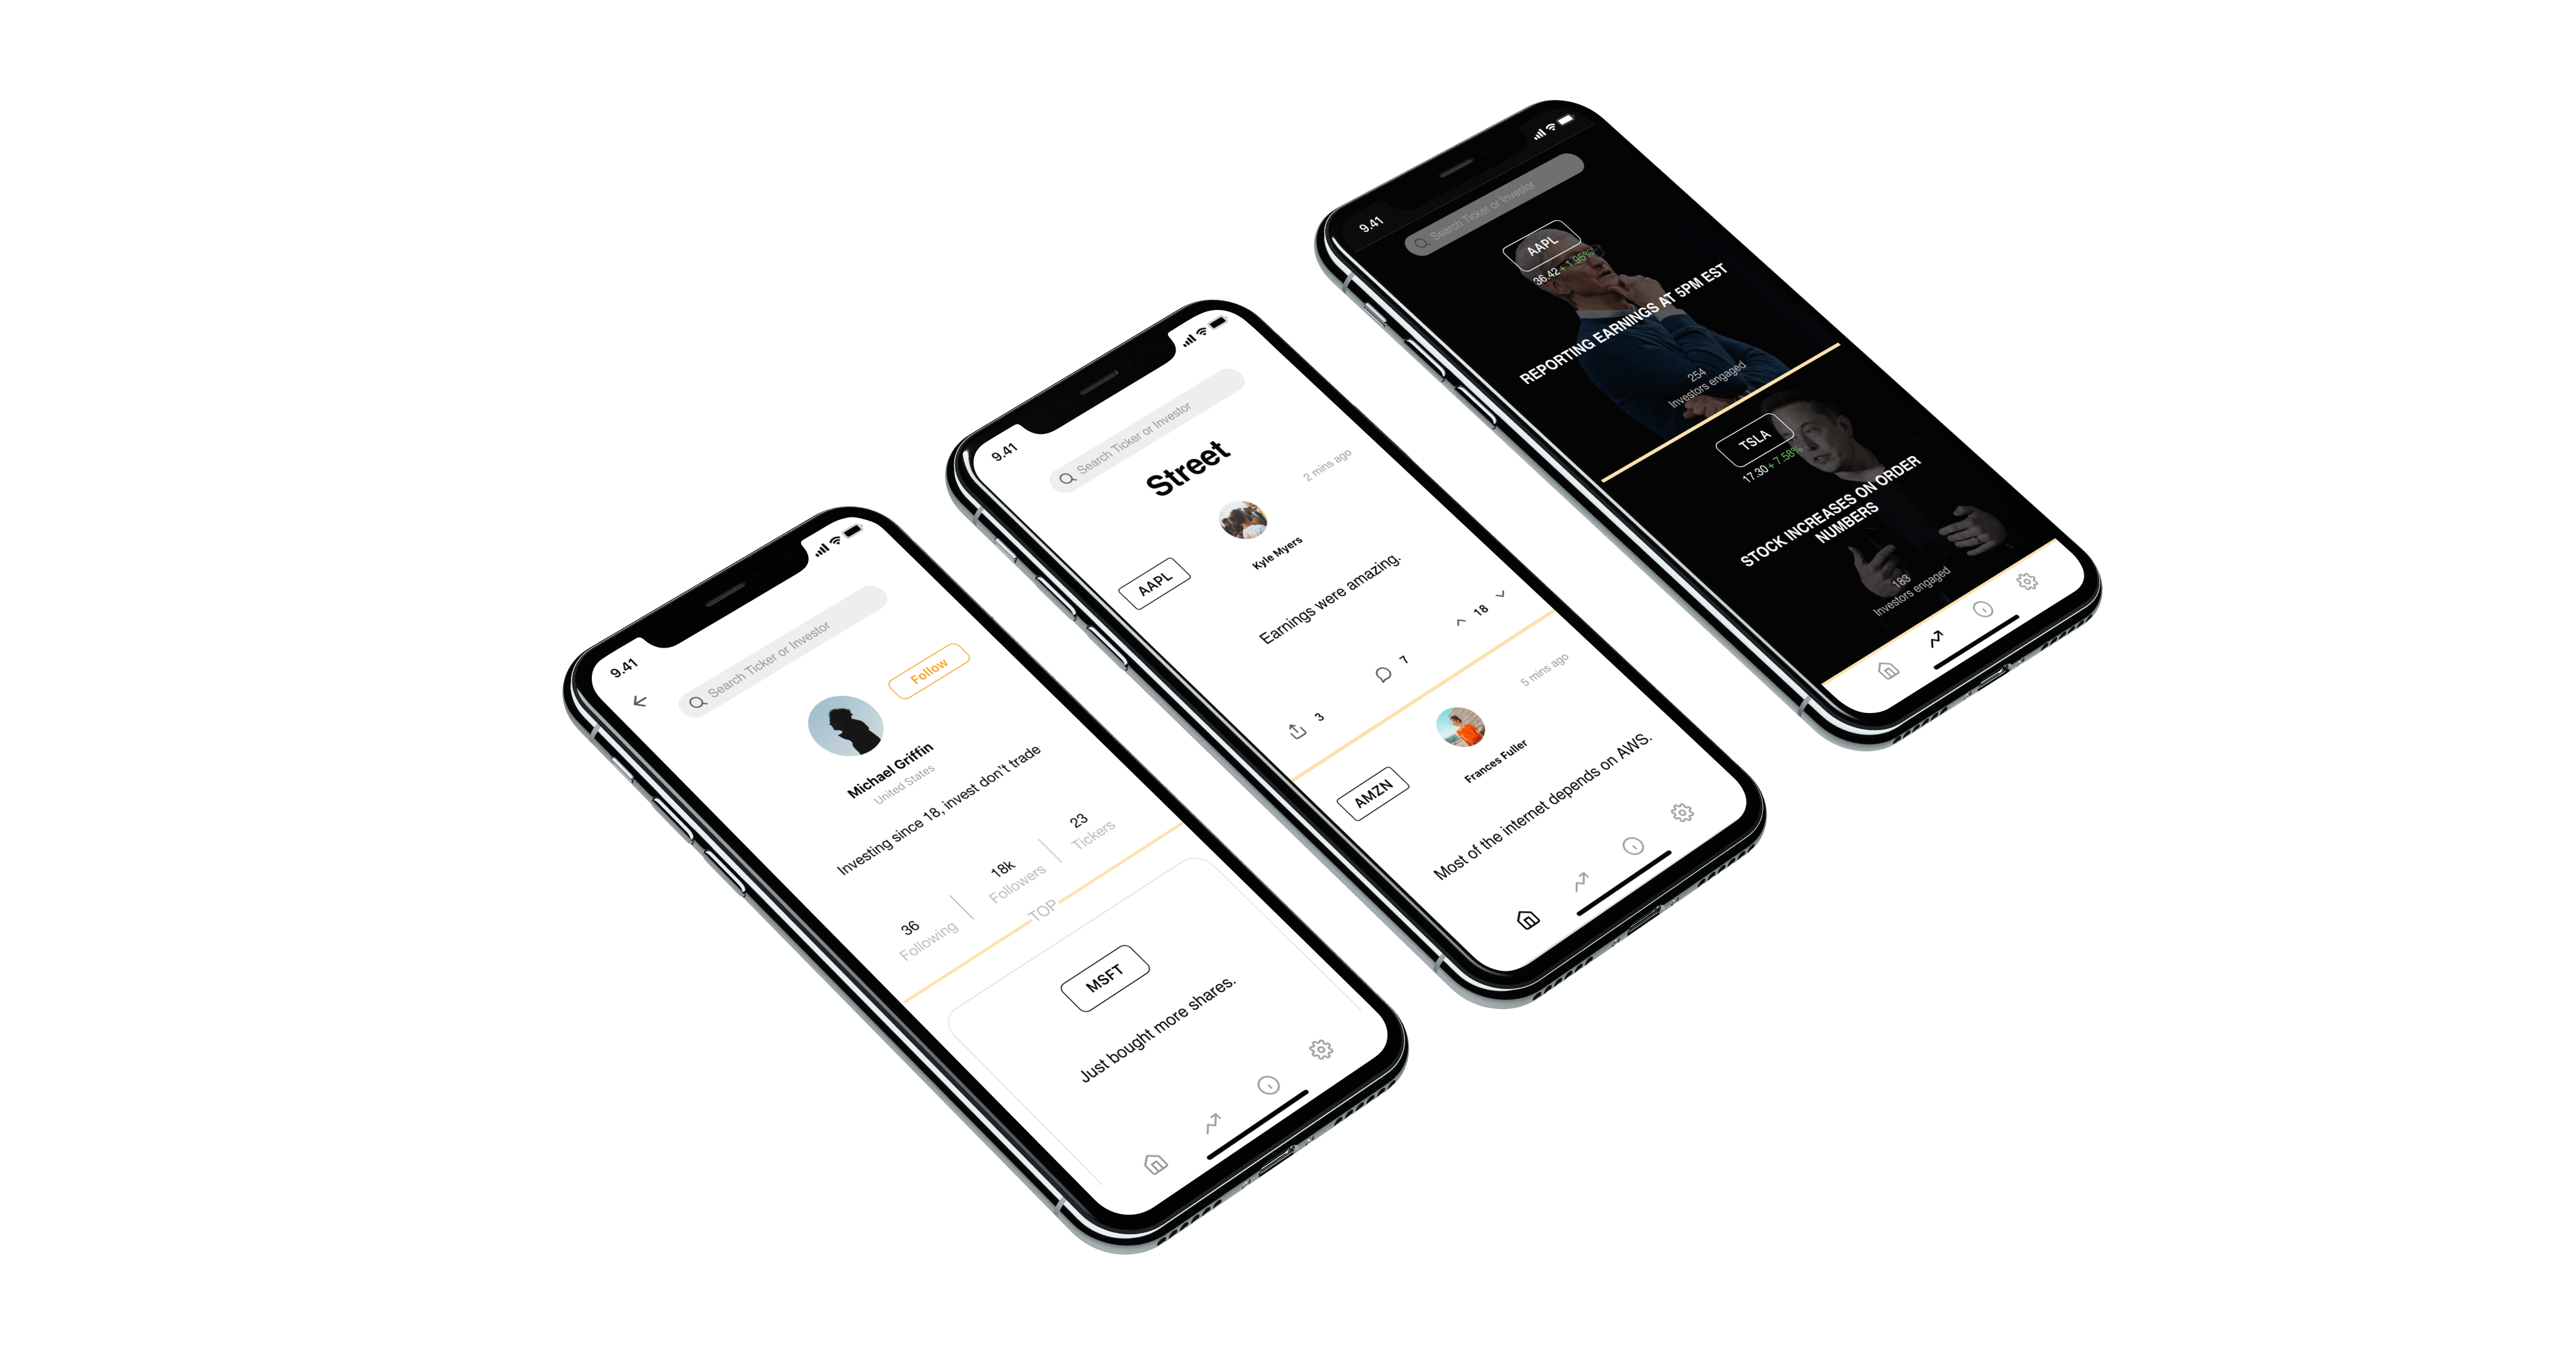 9.41
Search Ticker or Investor
Follow
Michael Griffin
United States
Investing since 18, invest don't trade
36
Following
18k
Followers
23
Tickers
TOP
MSFT
Just bought more shares.
9.41
Search Ticker or Investor
Street
2 mins ago
Kyle Myers
AAPL
Earnings were amazing.
18
7
3
5 mins ago
Frances Fuller
AMZN
Most of the internet depends on AWS.
9.41
Search Ticker or Investor
AAPL
36.42 + 1.95%
REPORTING EARNINGS AT 5PM EST
254
Investors engaged
TSLA
17.30 + 7.58%
STOCK INCREASES ON ORDER
NUMBERS
183
Investors engaged